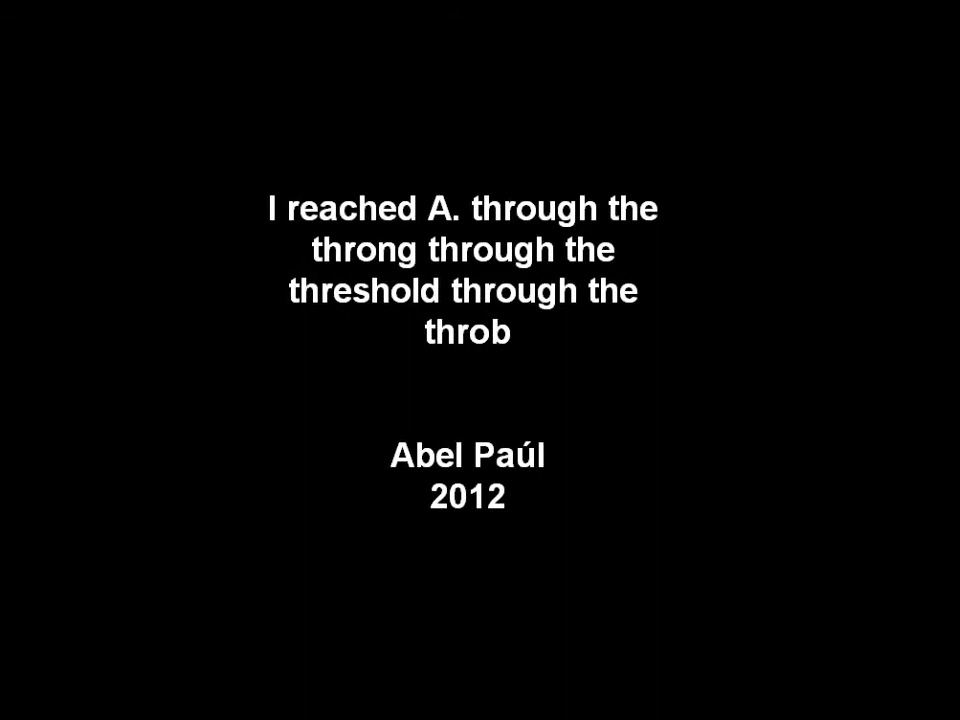 I reached A. through the
throng through the
threshold through the
throb
Abel Paúl
2012